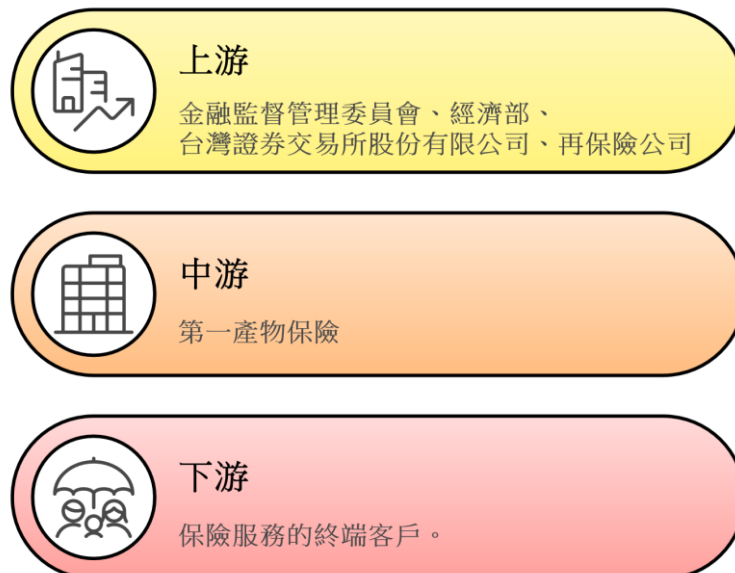 上游
金融監督管理委員會、經濟部、
台灣證券交易所股份有限公司、再保險公司
中游
第一產物保險
下游
保險服務的終端客戶。